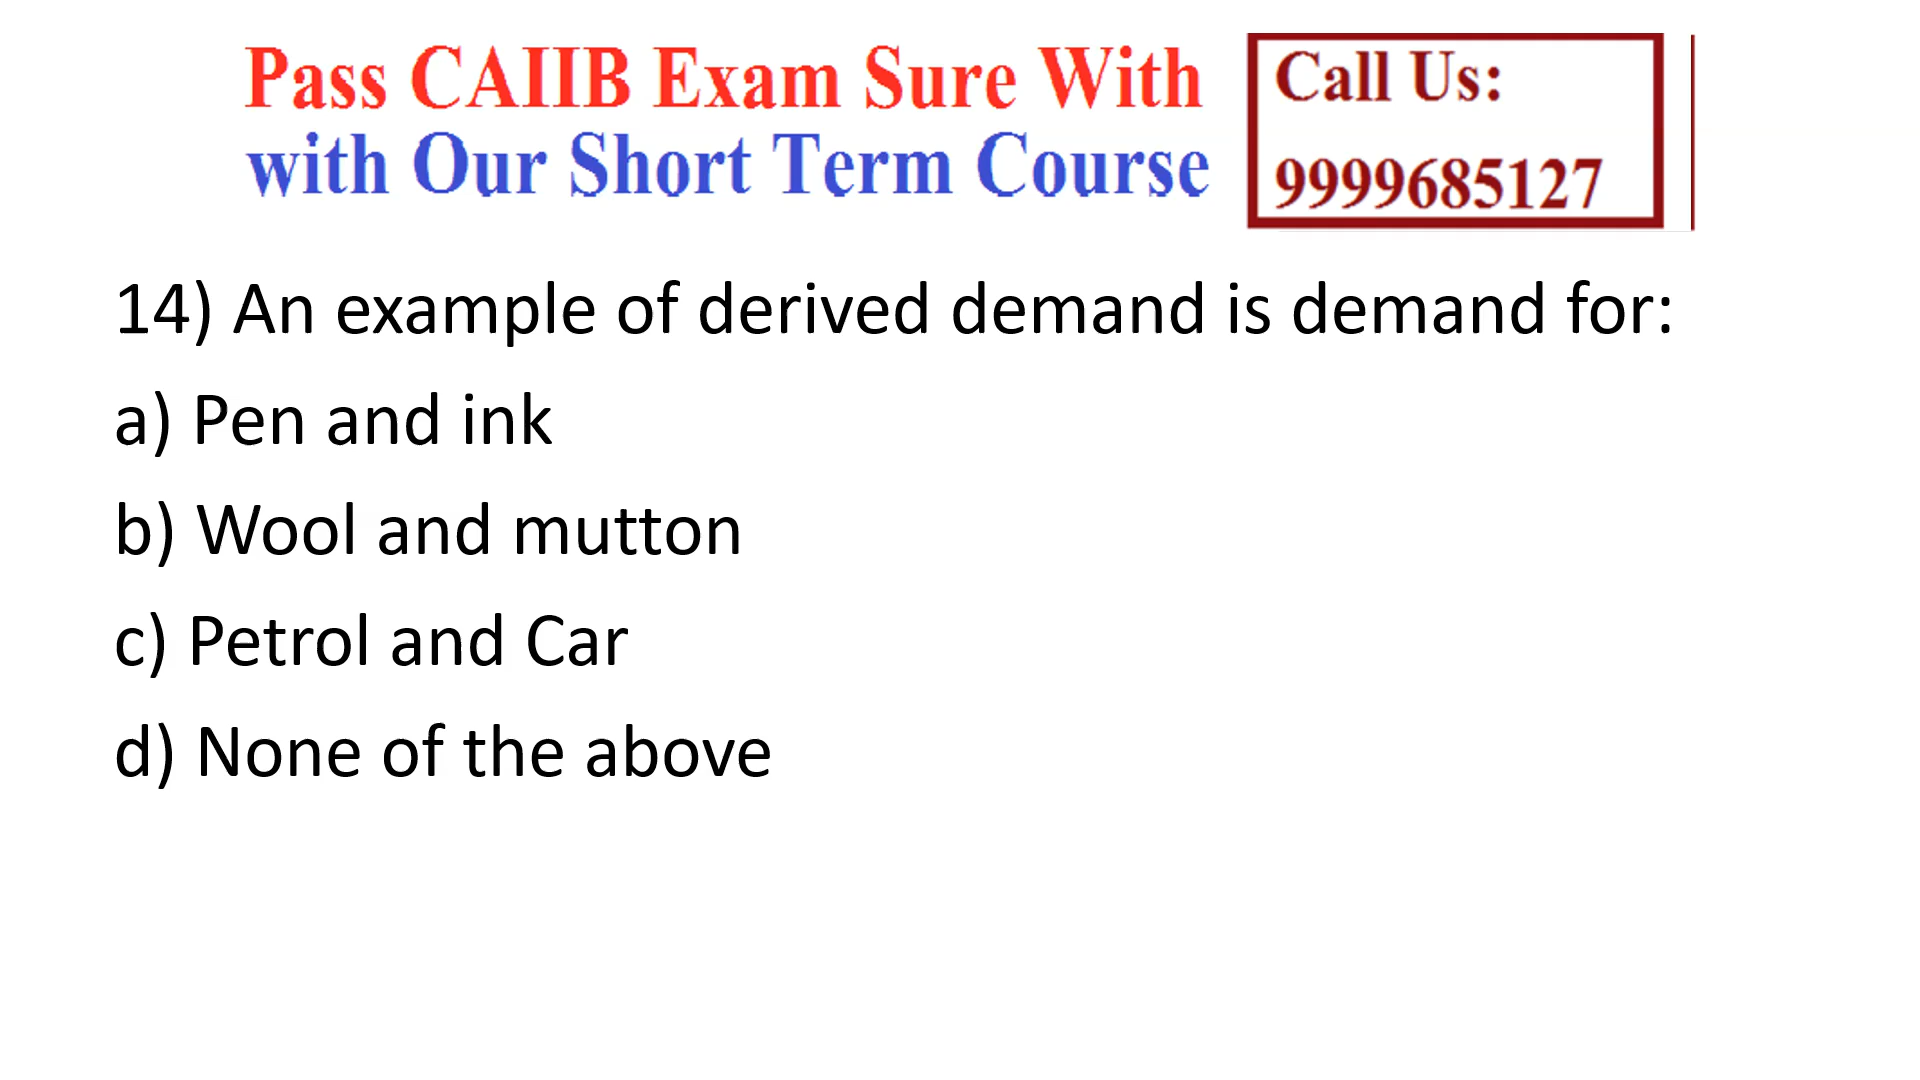 Pass CAIIB Exam Sure With
with Our Short Term Course
Call Us:
9999685127
14) An example of derived demand is demand for:
a) Pen and ink
b) Wool and mutton
c) Petrol and Car
d) None of the above